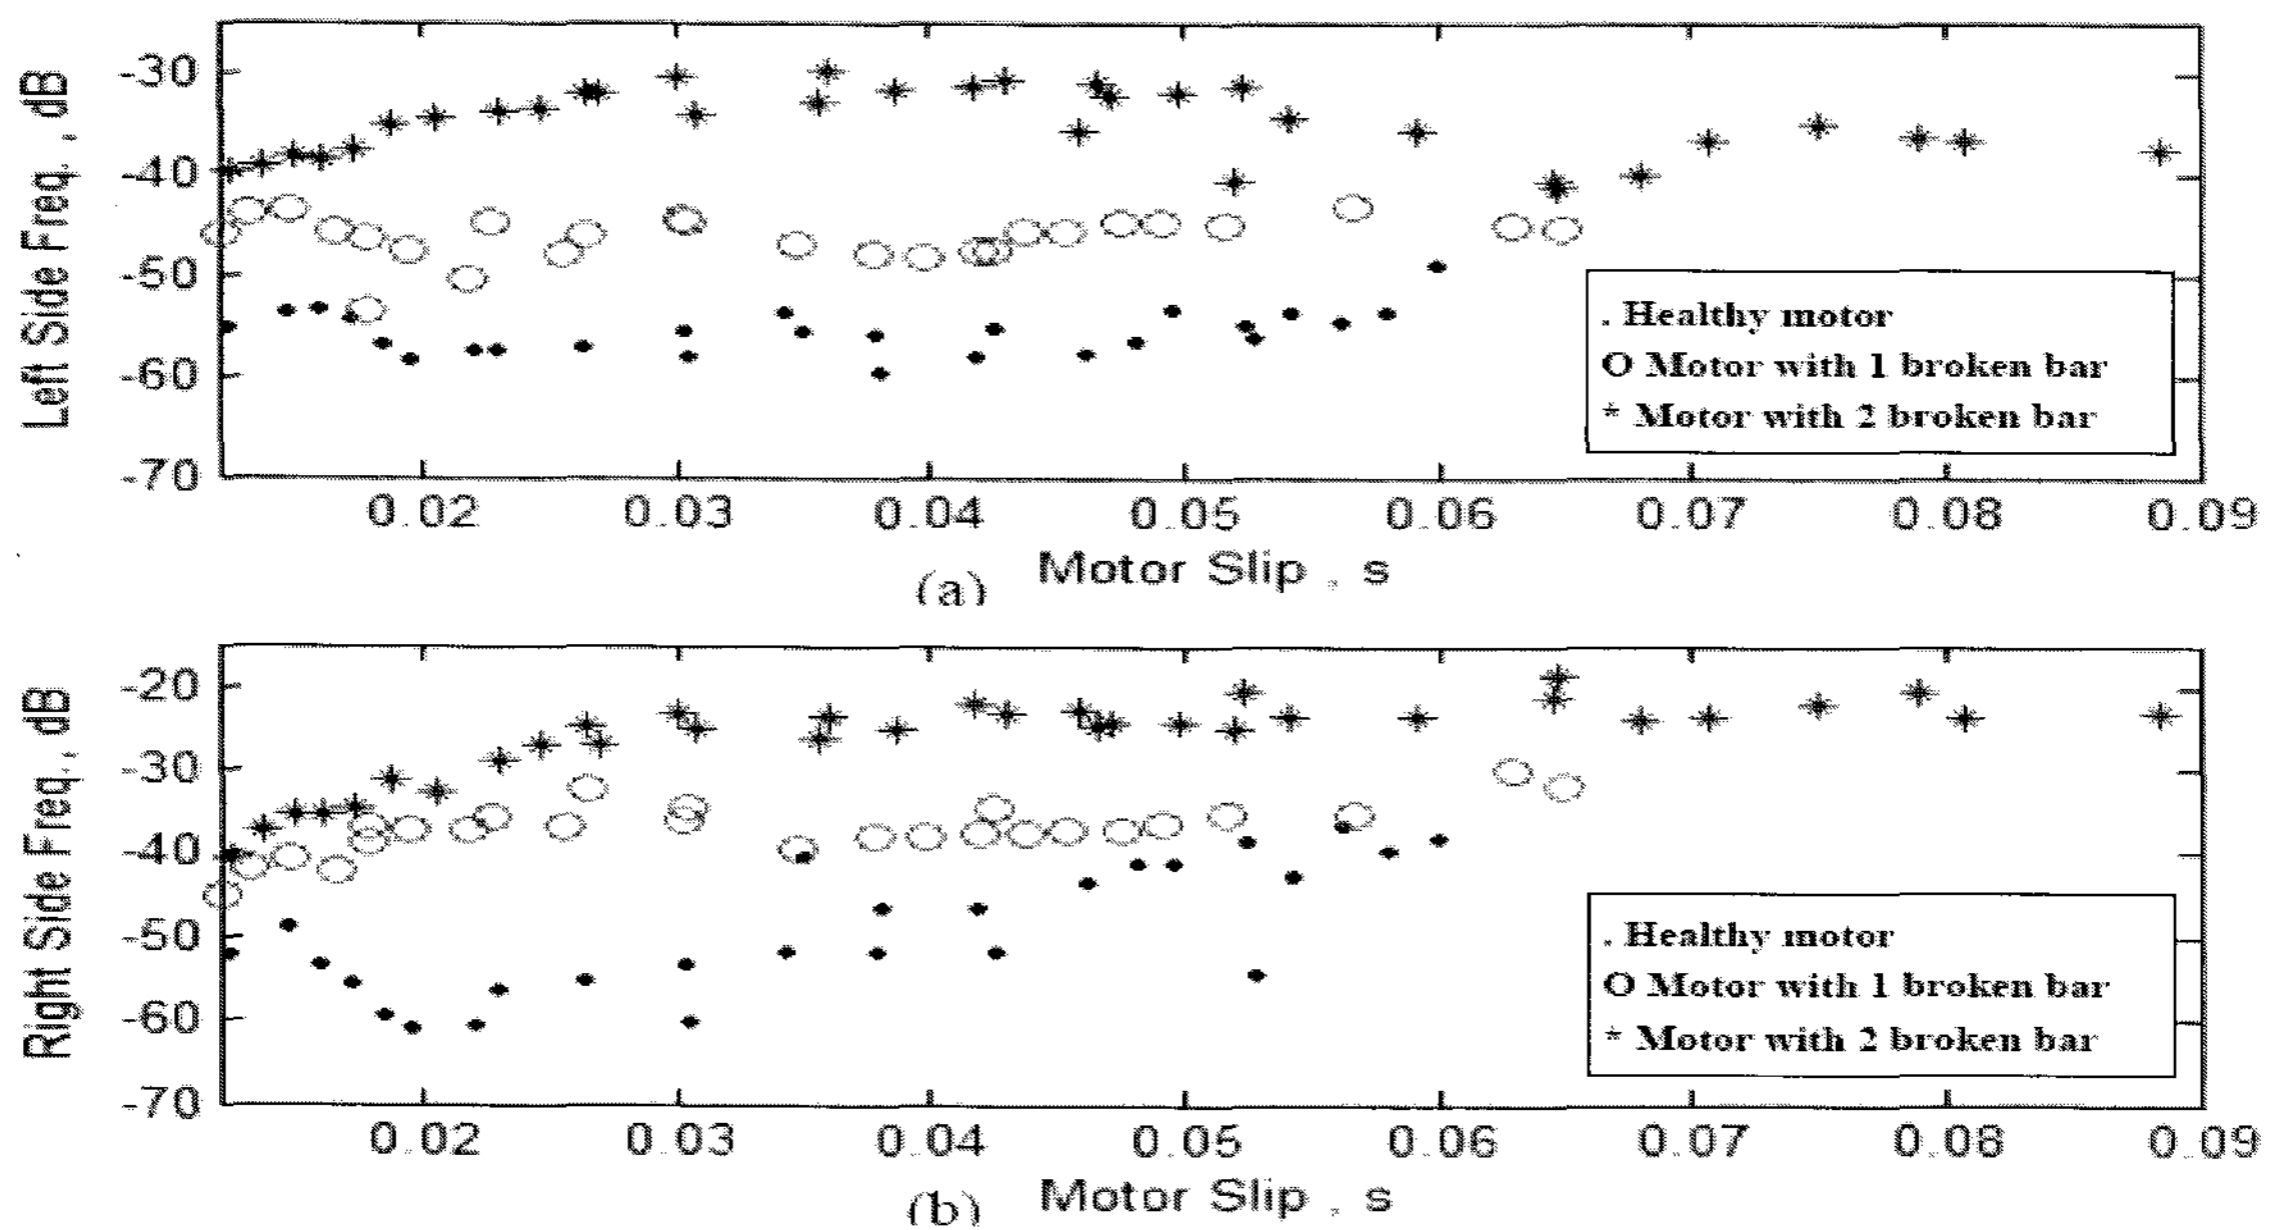 Left Side Freq. , dB
-30
-40
-50
-60
-70
. Healthy motor
O Motor with 1 broken bar
* Motor with 2 broken bar
0.02 0.03 0.04 0.05 0.06 0.07 0.08 0.09
Motor Slip , s
(a)
Right Side Freq., dB
-20
-30
-40
-50
-60
-70
. Healthy motor
O Motor with 1 broken bar
* Motor with 2 broken bar
0.02 0.03 0.04 0.05 0.06 0.07 0.08 0.09
Motor Slip , s
(b)